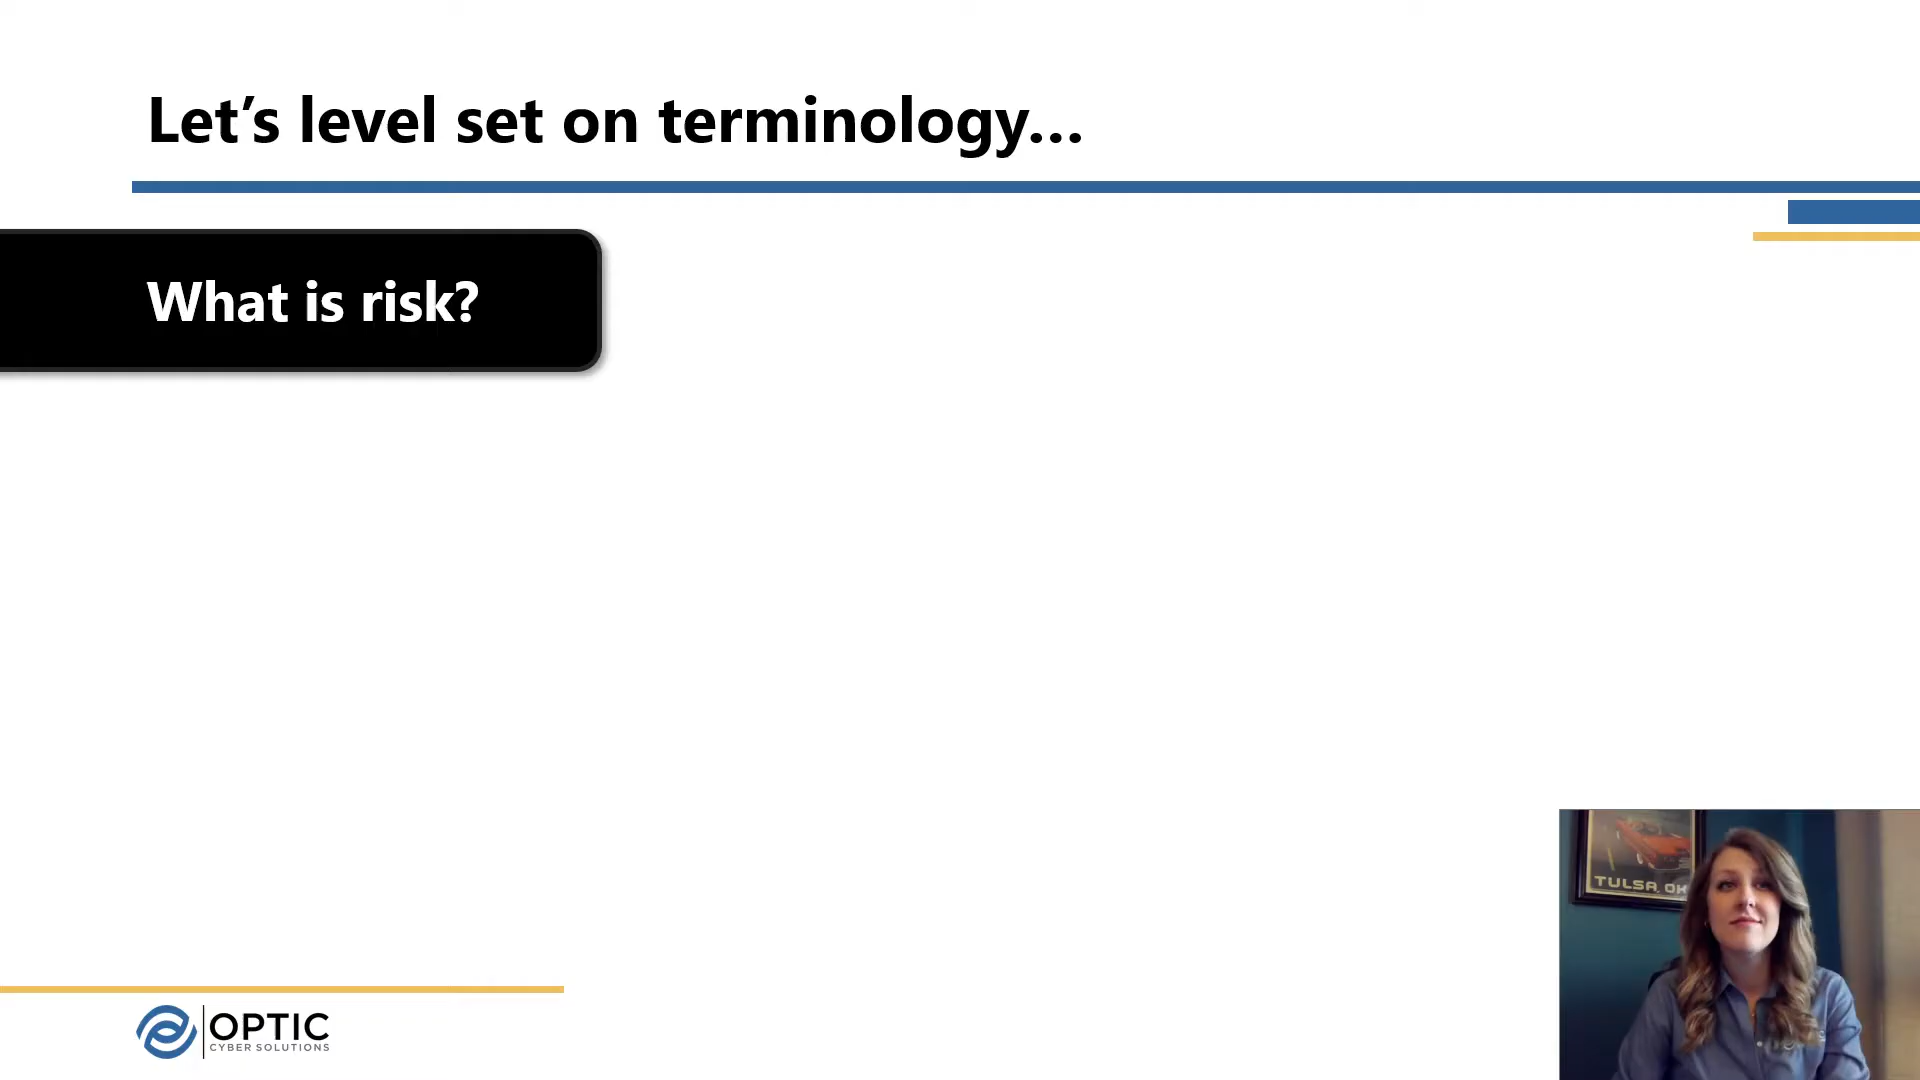 Let’s level set on terminology…
What is risk?
TULSA, OK
OPTIC
CYBER SOLUTIONS